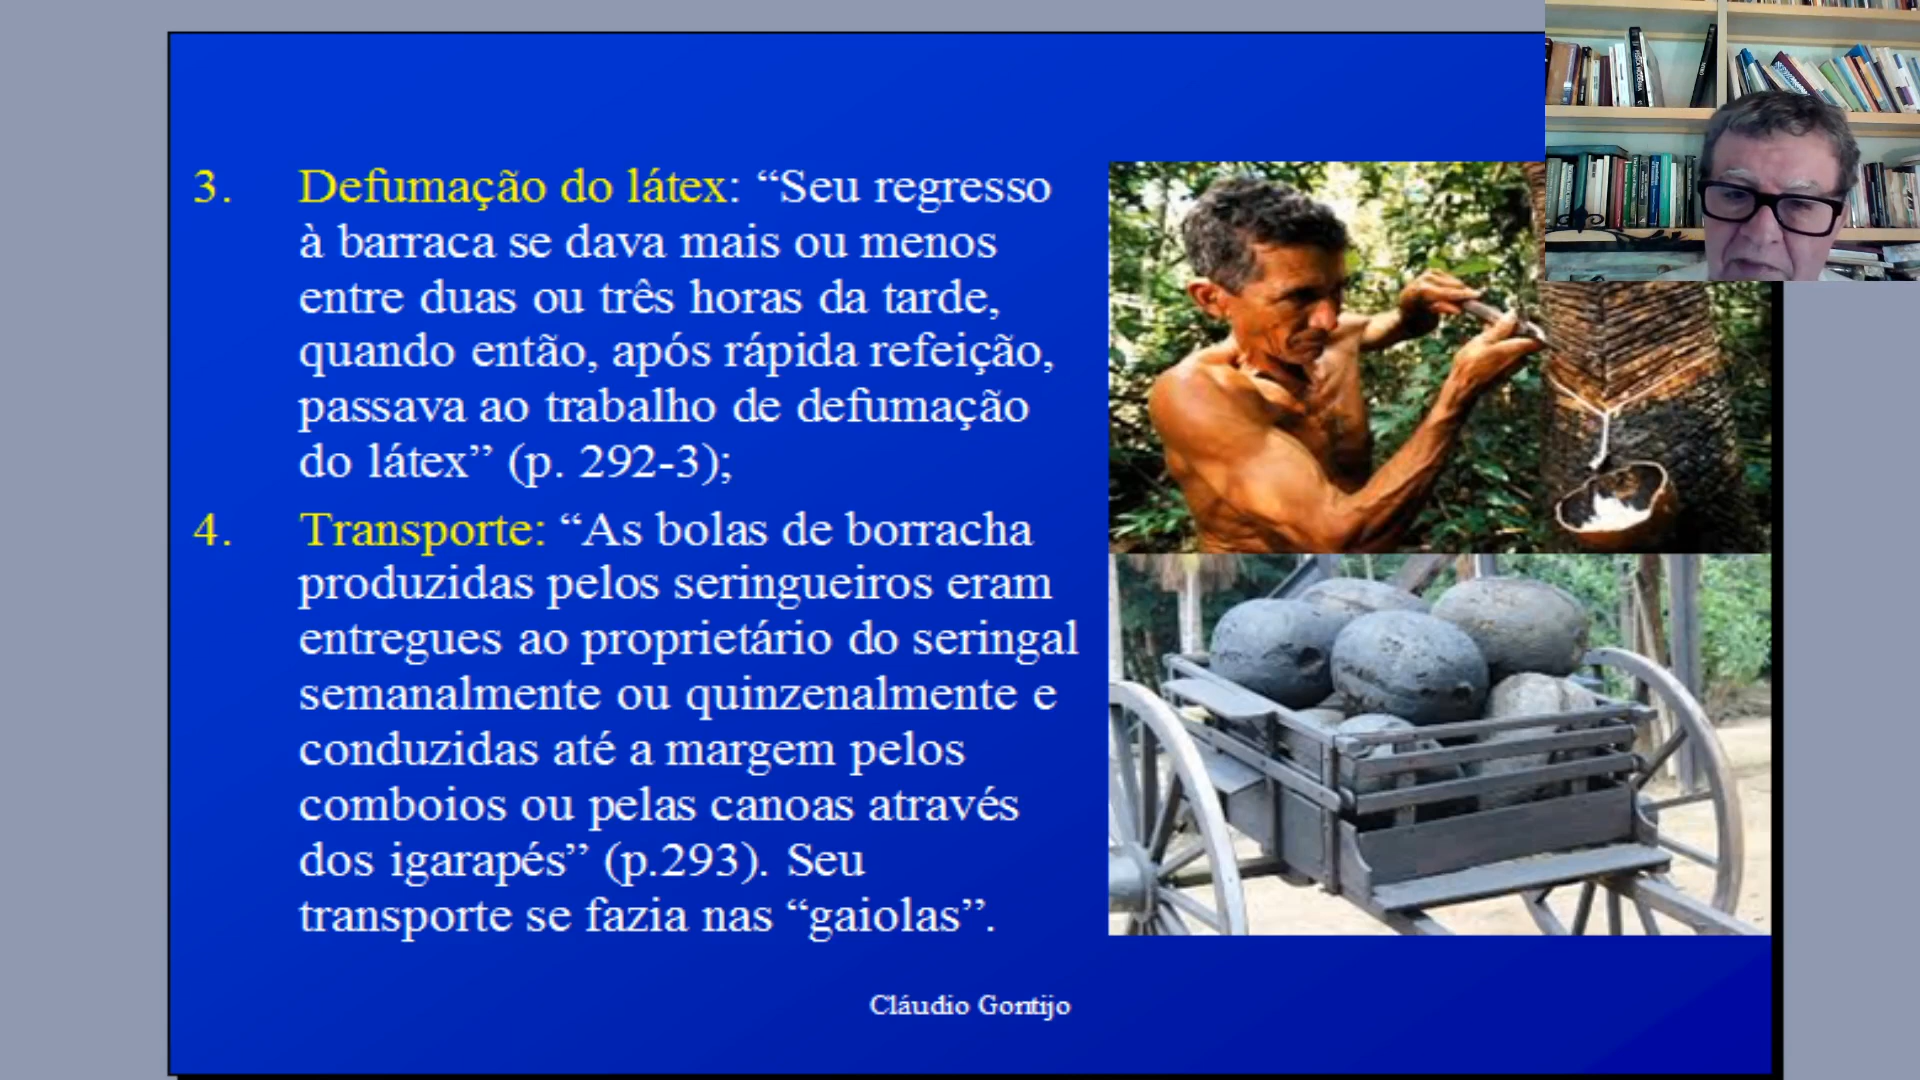 3. Defumação do látex: “Seu regresso
à barraca se dava mais ou menos
entre duas ou três horas da tarde,
quando então, após rápida refeição,
passava ao trabalho de defumação
do látex” (p. 292-3);
4. Transporte: “As bolas de borracha
produzidas pelos seringueiros eram
entregues ao proprietário do seringal
semanalmente ou quinzenalmente e
conduzidas até a margem pelos
comboios ou pelas canoas através
dos igarapés” (p.293). Seu
transporte se fazia nas “gaiolas”.
Cláudio Gontijo